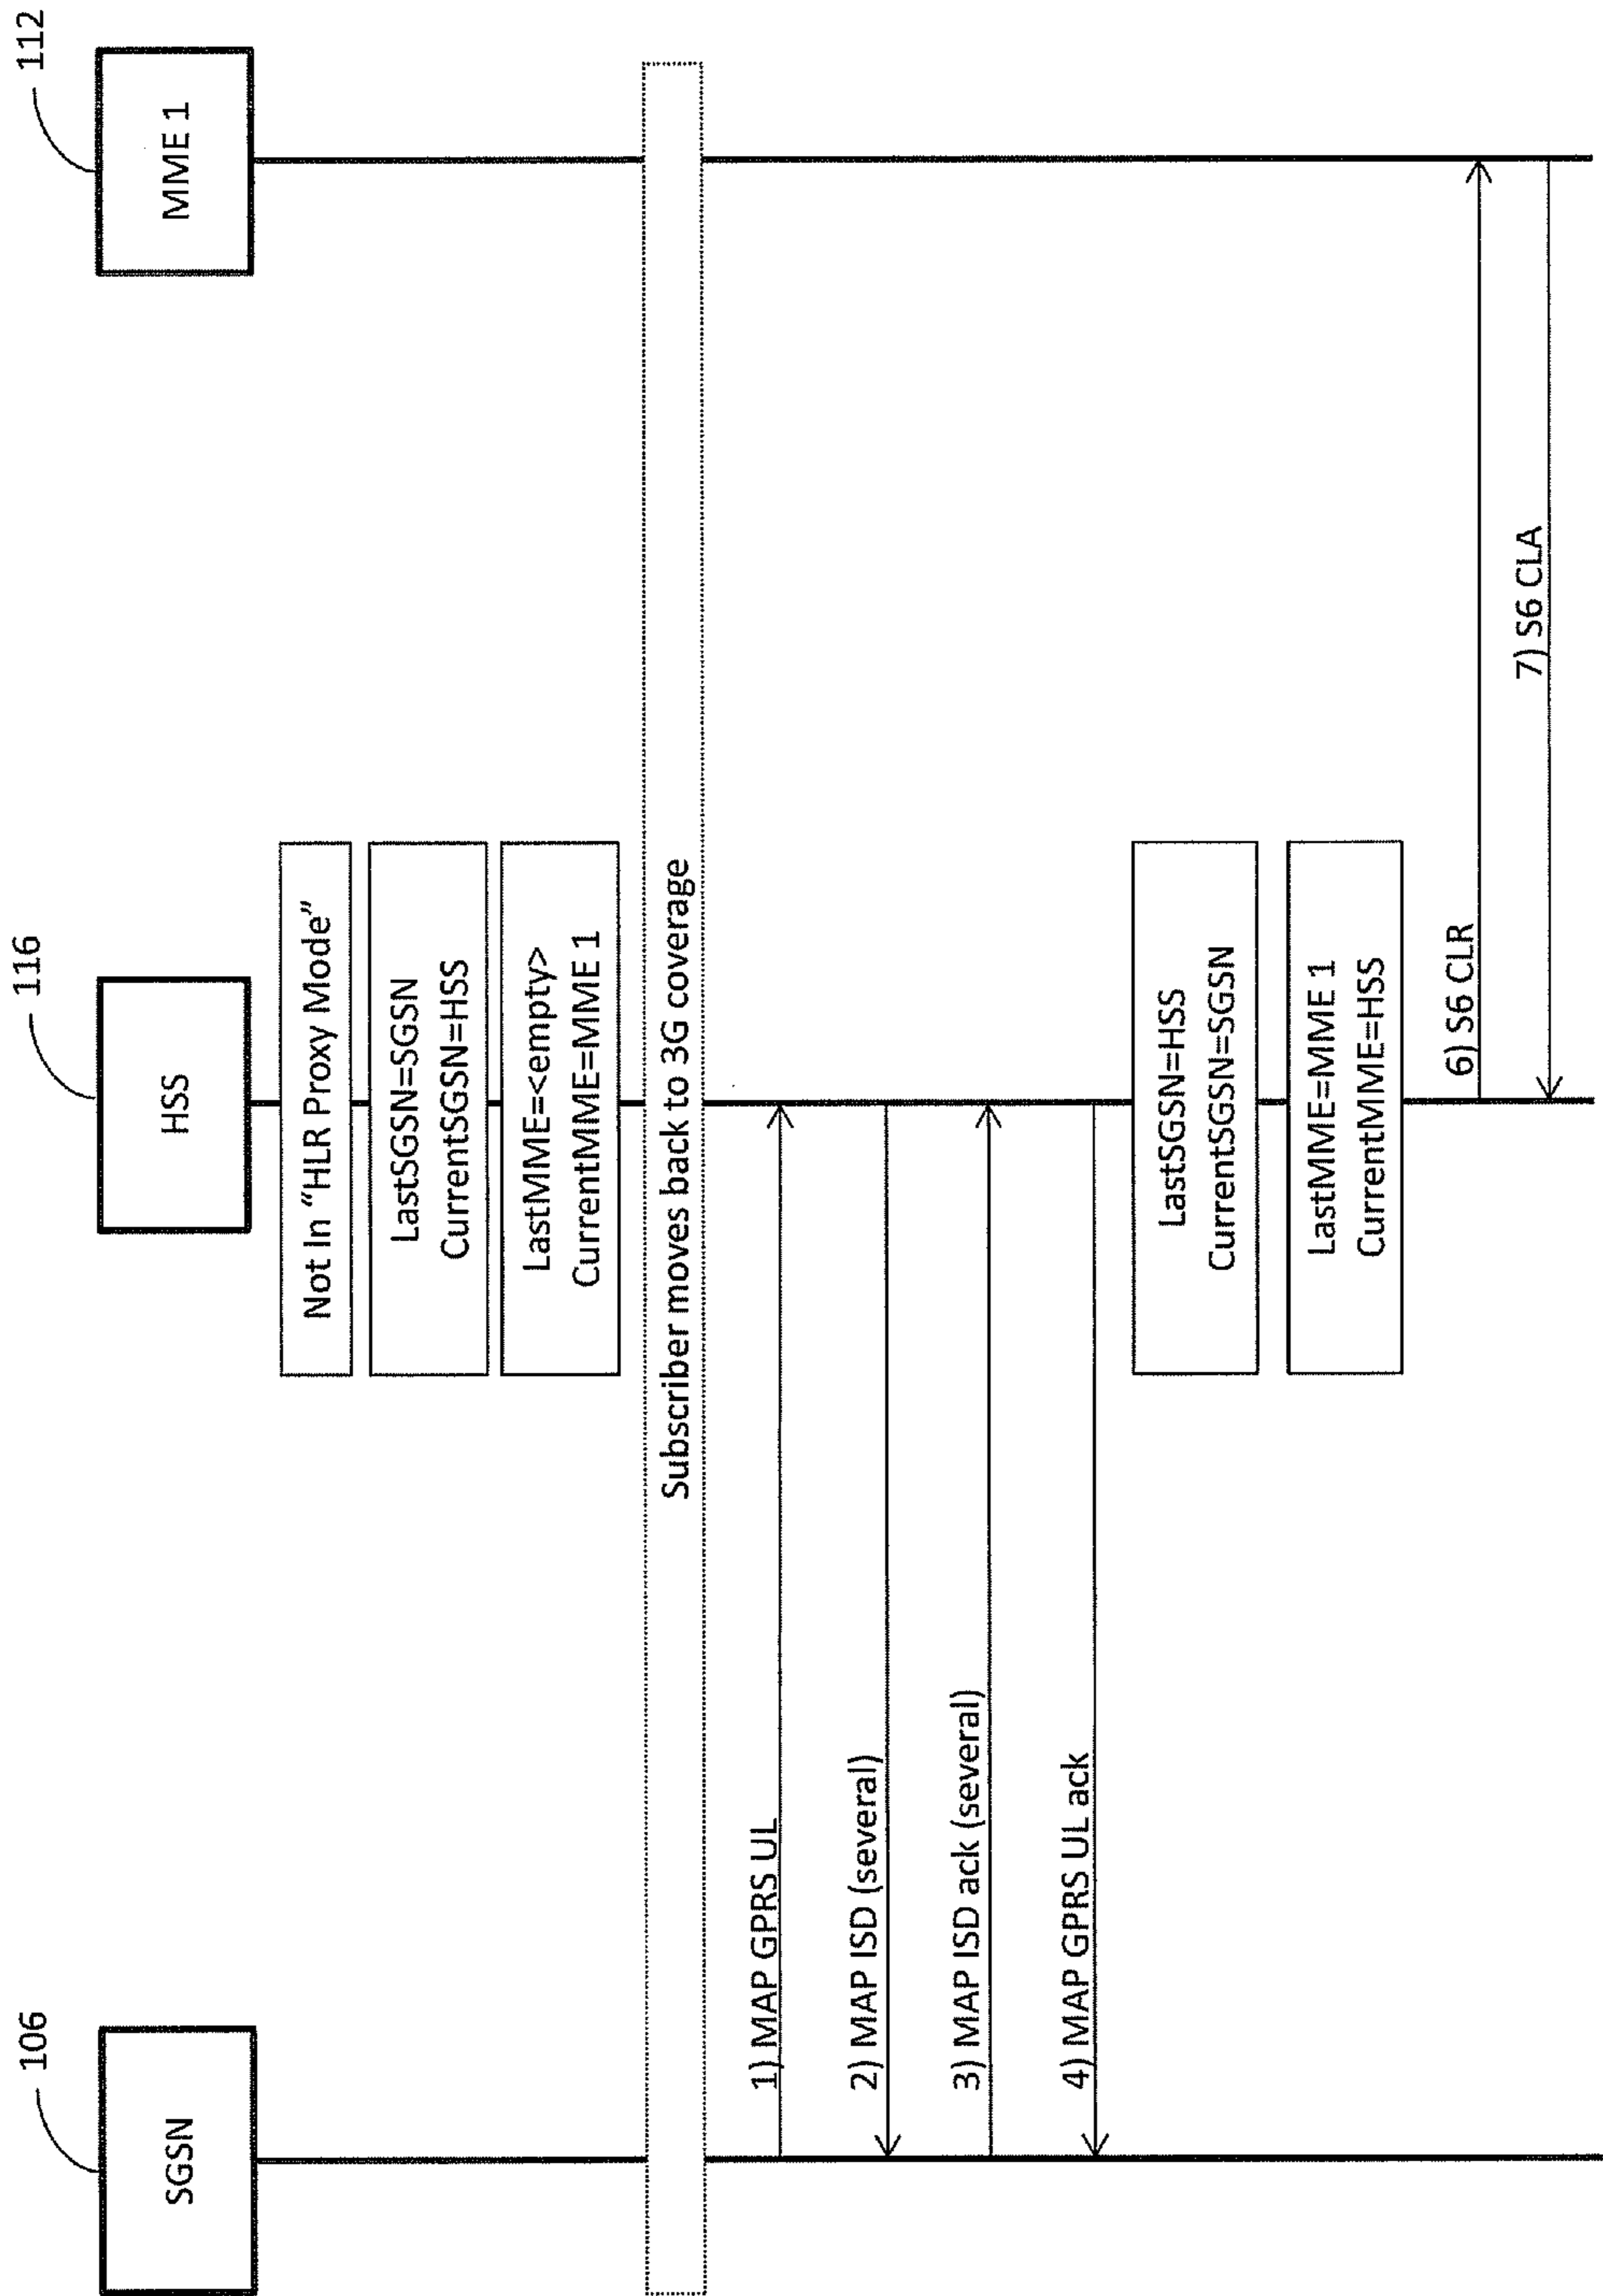 106
SGSN
116
HSS
112
MME 1
Not In “HLR Proxy Mode”
LastSGSN=SGSN
CurrentSGSN=HSS
LastMME=<empty>
CurrentMME=MME 1
Subscriber moves back to 3G coverage
1) MAP GPRS UL
2) MAP ISD (several)
3) MAP ISD ack (several)
4) MAP GPRS UL ack
LastSGSN=HSS
CurrentSGSN=SGSN
LastMME=MME 1
CurrentMME=HSS
6) S6 CLR
7) S6 CLA